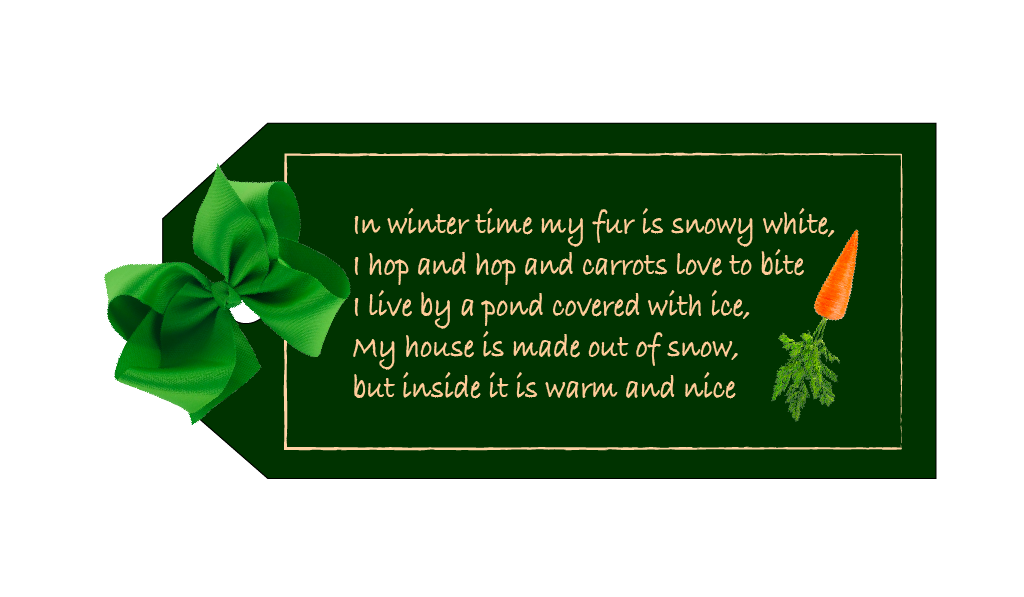 In winter time my fur is snowy white,
I hop and hop and carrots love to bite
I live by a pond covered with ice,
My house is made out of snow,
but inside it is warm and nice